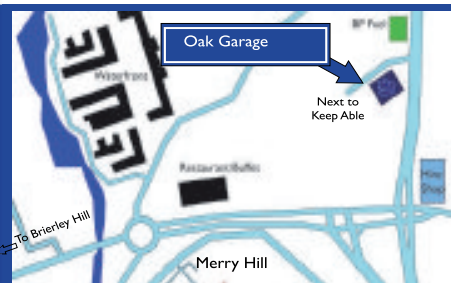 BP Fuel
Oak Garage
Waterfront
Next to
Keep Able
Restaurant/Buffet
Hire
Shop
To Brierley Hill
Merry Hill